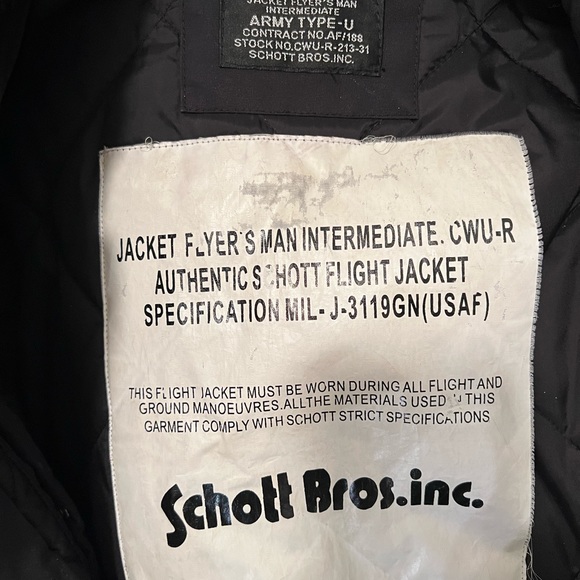 JACKET FLYER'S MAN
INTERMEDIATE
ARMY TYPE-U
CONTRACT NO.AF/188
STOCK NO.CWU-R-213-31
SCHOTT BROS.INC.
JACKET FLYER'S MAN INTERMEDIATE. CWU-R
AUTHENTIC SCHOTT FLIGHT JACKET
SPECIFICATION MIL- J-3119GN(USAF)
THIS FLIGHT JACKET MUST BE WORN DURING ALL FLIGHT AND
GROUND MANOEUVRES.ALL THE MATERIALS USED IN THIS
GARMENT COMPLY WITH SCHOTT STRICT SPECIFICATIONS
Schott Bros.inc.